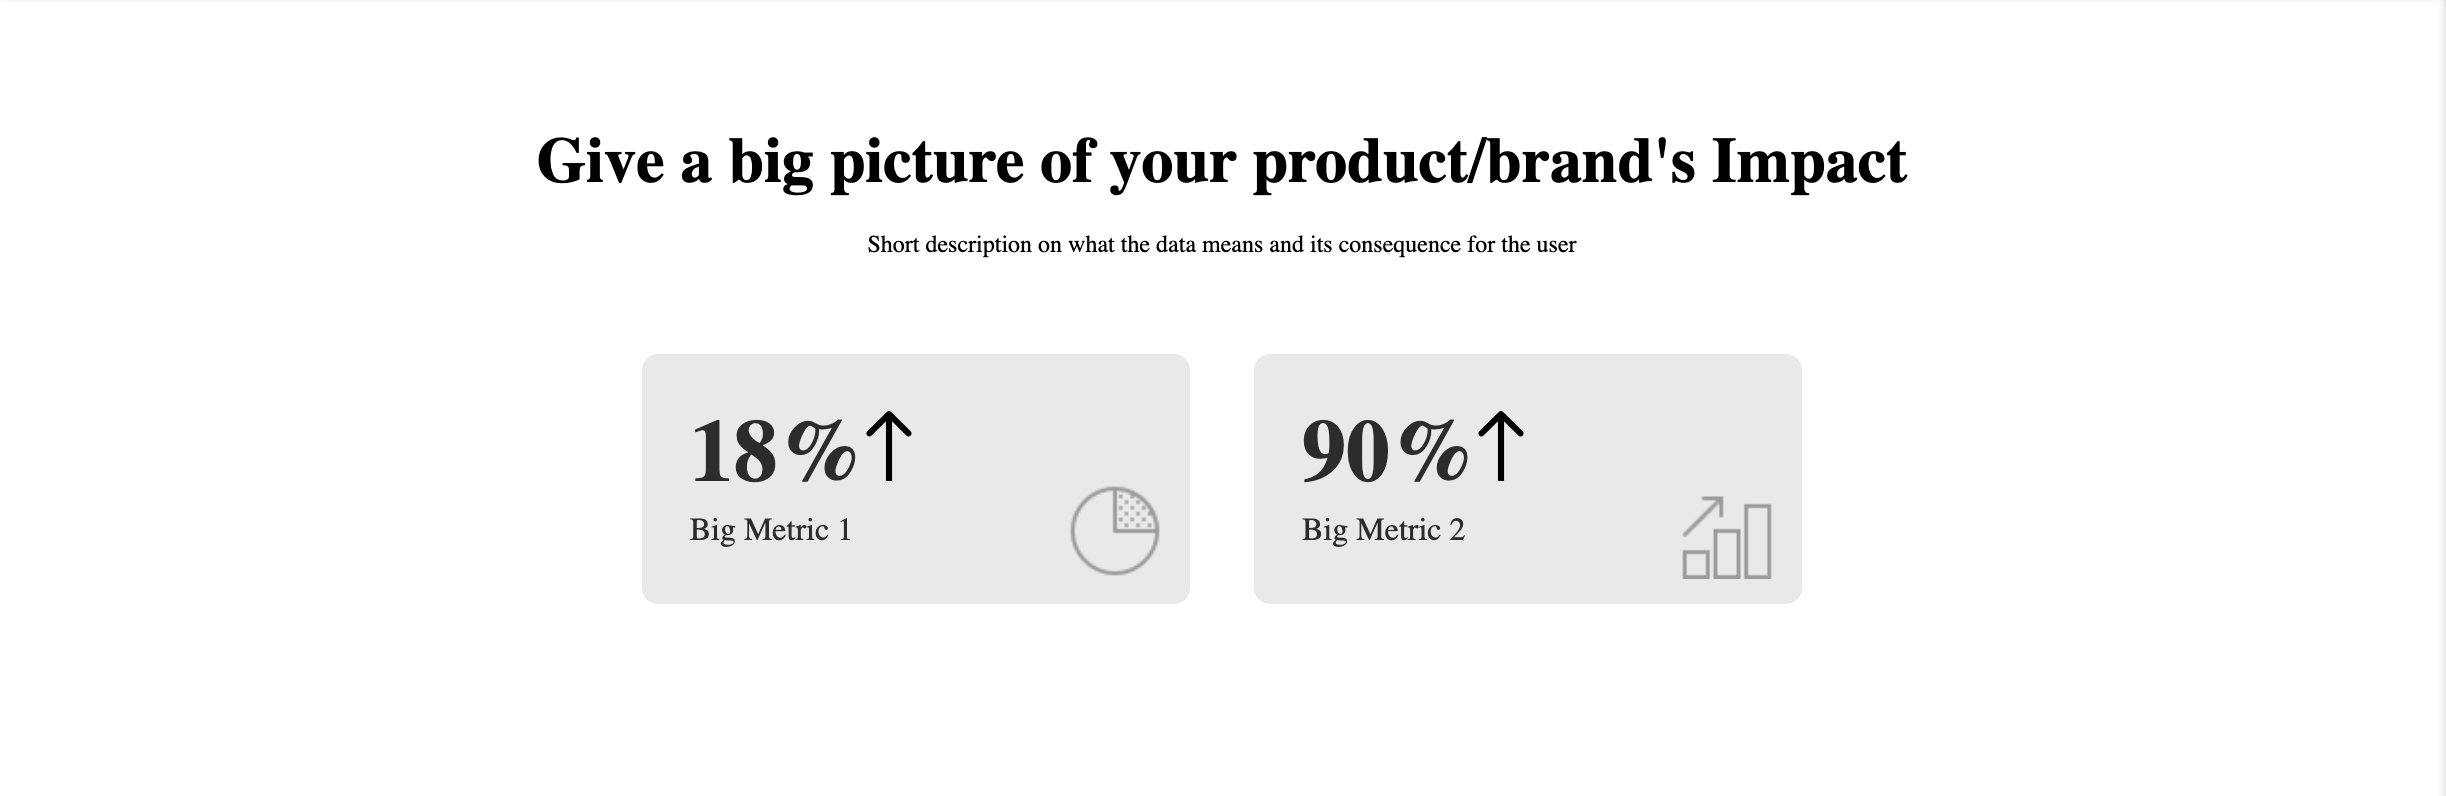 Give a big picture of your product/brand's Impact
Short description on what the data means and its consequence for the user
18%↑
Big Metric 1
90%↑
Big Metric 2